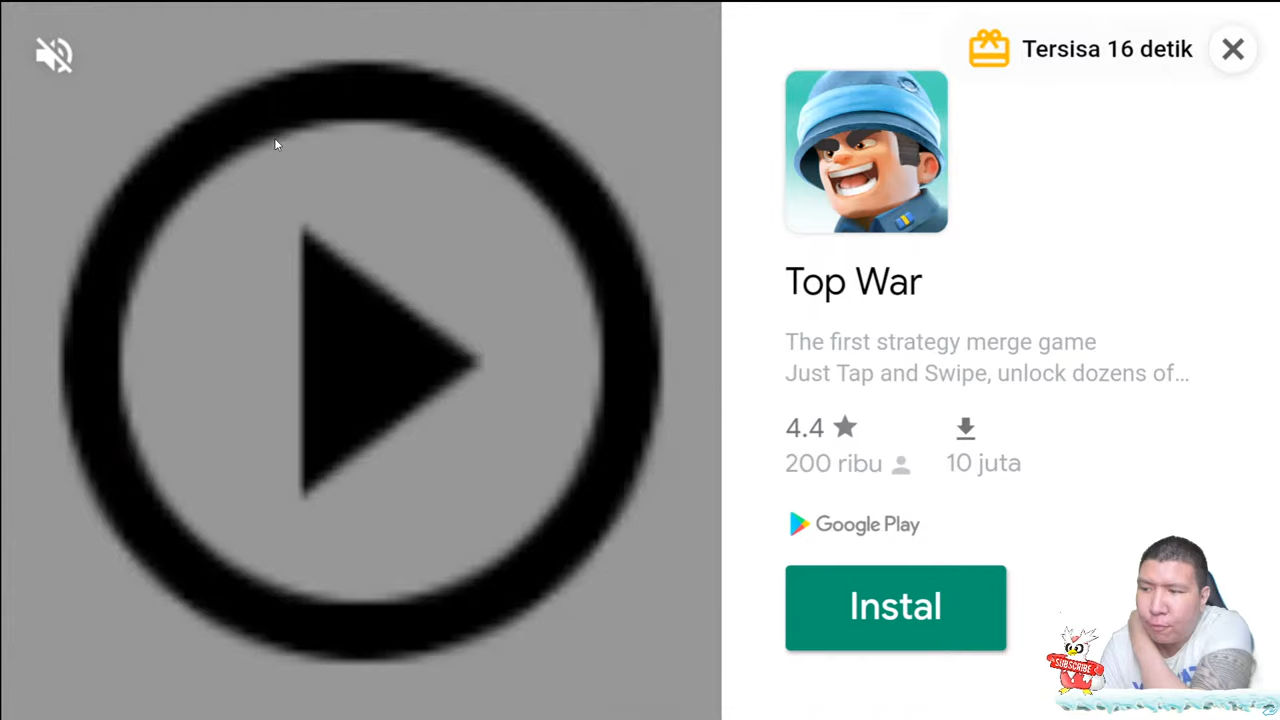 Tersisa 16 detik
Top War
The first strategy merge game
Just Tap and Swipe, unlock dozens of...
4.4
200 ribu
10 juta
Google Play
Instal
SUBSCRIBE